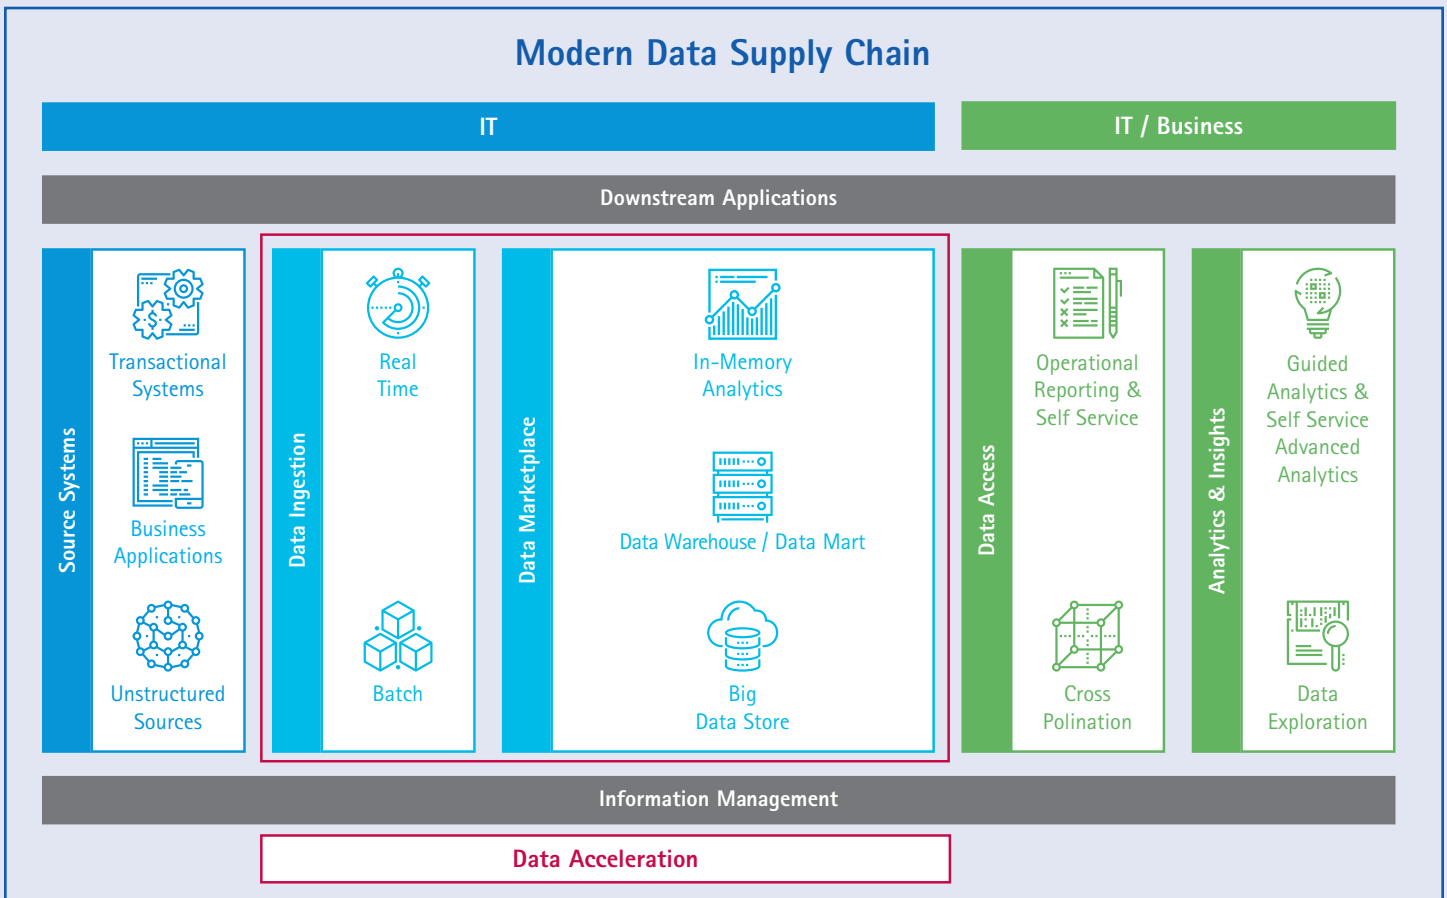 Modern Data Supply Chain
IT
IT / Business
Downstream Applications
Source Systems
Transactional
Systems
Business
Applications
Unstructured
Sources
Data Ingestion
Real
Time
Batch
Data Marketplace
In-Memory
Analytics
Data Warehouse / Data Mart
Big
Data Store
Data Access
Operational
Reporting &
Self Service
Cross
Polination
Analytics & Insights
Guided
Analytics &
Self Service
Advanced
Analytics
Data
Exploration
Information Management
Data Acceleration